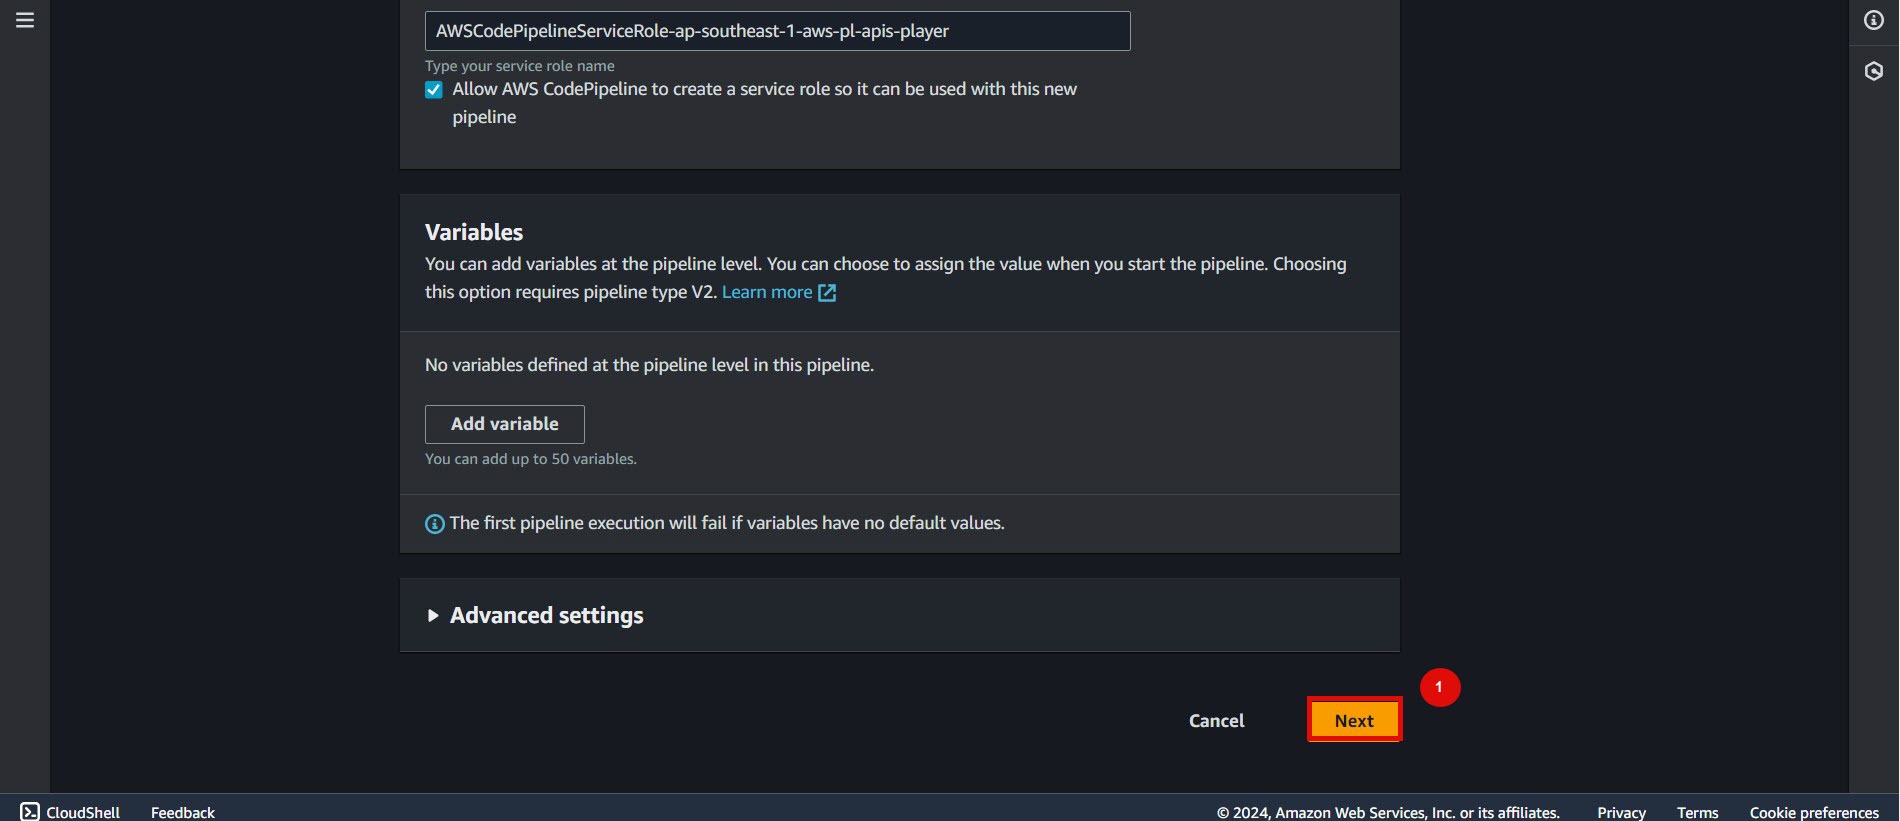 AWSCodePipelineServiceRole-ap-southeast-1-aws-pl-apis-player
Type your service role name
Allow AWS CodePipeline to create a service role so it can be used with this new
pipeline
Variables
You can add variables at the pipeline level. You can choose to assign the value when you start the pipeline. Choosing
this option requires pipeline type V2. Learn more
No variables defined at the pipeline level in this pipeline.
Add variable
You can add up to 50 variables.
The first pipeline execution will fail if variables have no default values.
Advanced settings
1
Cancel Next
CloudShell Feedback © 2024, Amazon Web Services, Inc. or its affiliates. Privacy Terms Cookie preferences